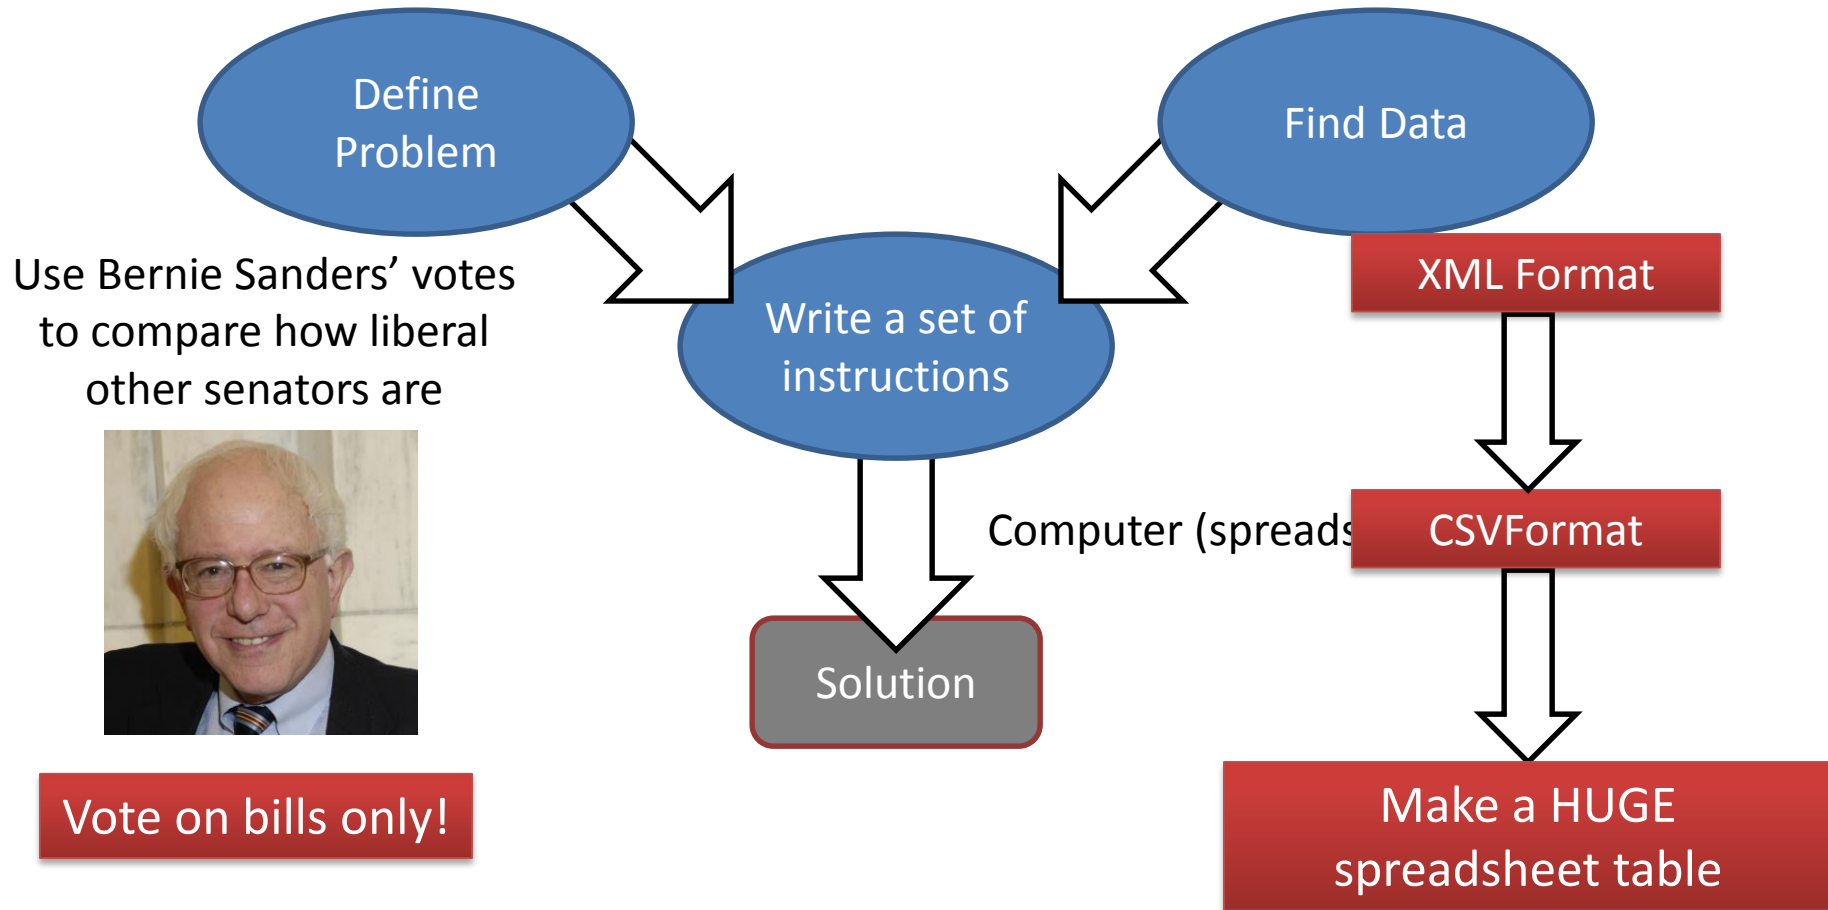 Define
Problem
Find Data
Use Bernie Sanders’ votes
to compare how liberal
other senators are
XML Format
Write a set of
instructions
Computer (spreads
CSVFormat
Solution
Vote on bills only!
Make a HUGE
spreadsheet table